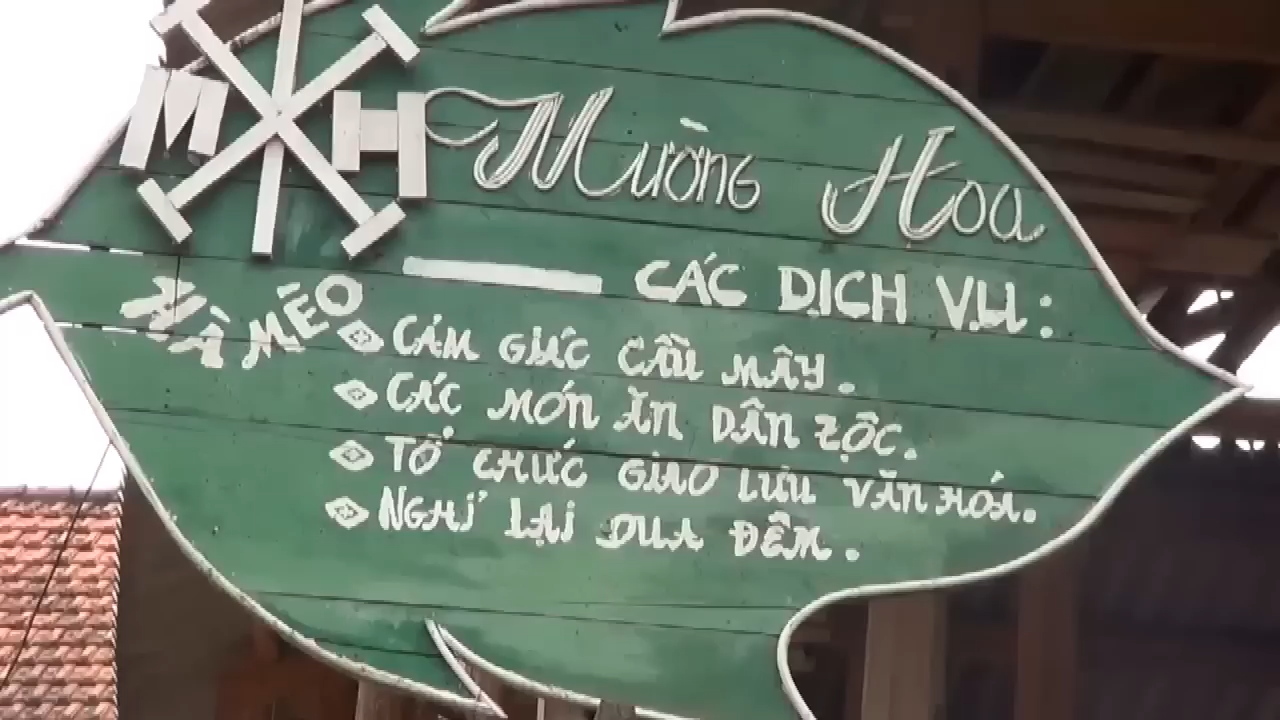 MH
Mường Hoa
CÁC DỊCH VỤ:
NÀ MÈO
CẢM GIÁC CẦU MÂY.
CÁC MÓN ĂN DÂN TỘC.
TỔ CHỨC GIAO LƯU VĂN HÓA.
NGHỈ LẠI QUA ĐÊM.